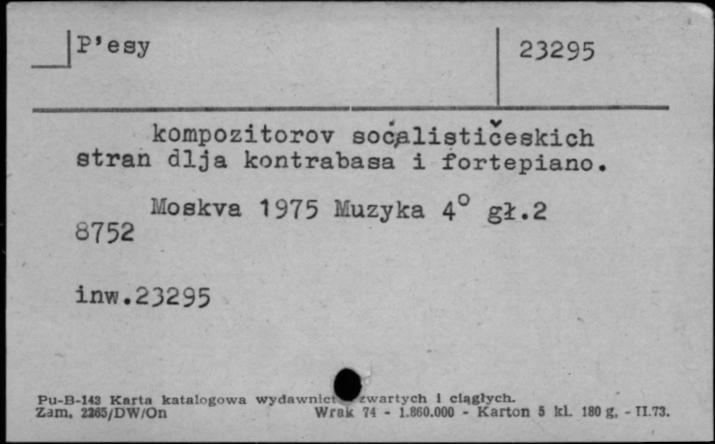 P'esy 23295
kompozitorov socialističeskich
stran dlja kontrabasa i fortepiano.
Moskva 1975 Muzyka 4° gł.2
8752
inw.23295
Pu-B-143 Karta katalogowa wydawnict zwartych i ciągłych.
Zam. 2265/DW/On Wrak 74 - 1.860.000 - Karton 5 kl. 180 g. - II.73.